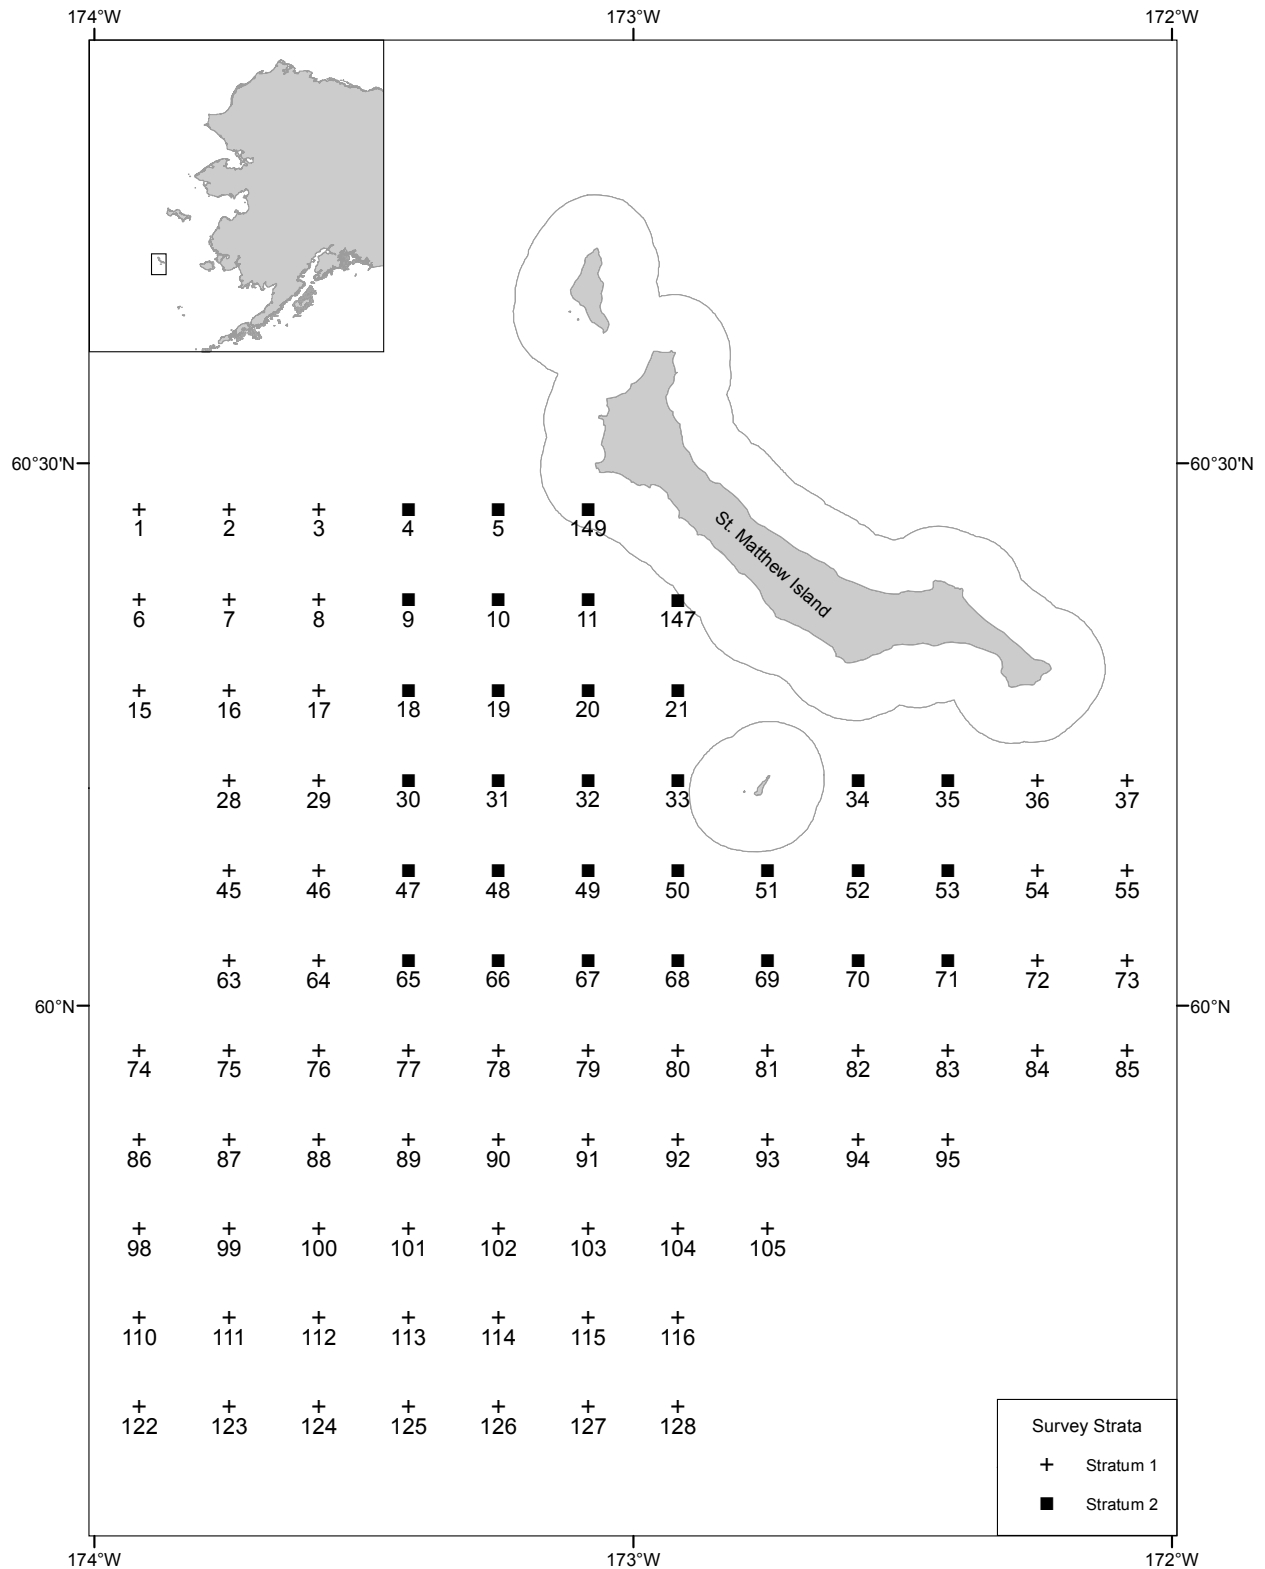 174°W 173°W 172°W
St. Matthew Island
60°30'N 60°30'N
1 2 3 4 5 149
6 7 8 9 10 11 147
15 16 17 18 19 20 21
28 29 30 31 32 33 34 35 36 37
45 46 47 48 49 50 51 52 53 54 55
63 64 65 66 67 68 69 70 71 72 73
60°N 60°N
74 75 76 77 78 79 80 81 82 83 84 85
86 87 88 89 90 91 92 93 94 95
98 99 100 101 102 103 104 105
110 111 112 113 114 115 116
122 123 124 125 126 127 128
Survey Strata
Stratum 1
Stratum 2
174°W 173°W 172°W